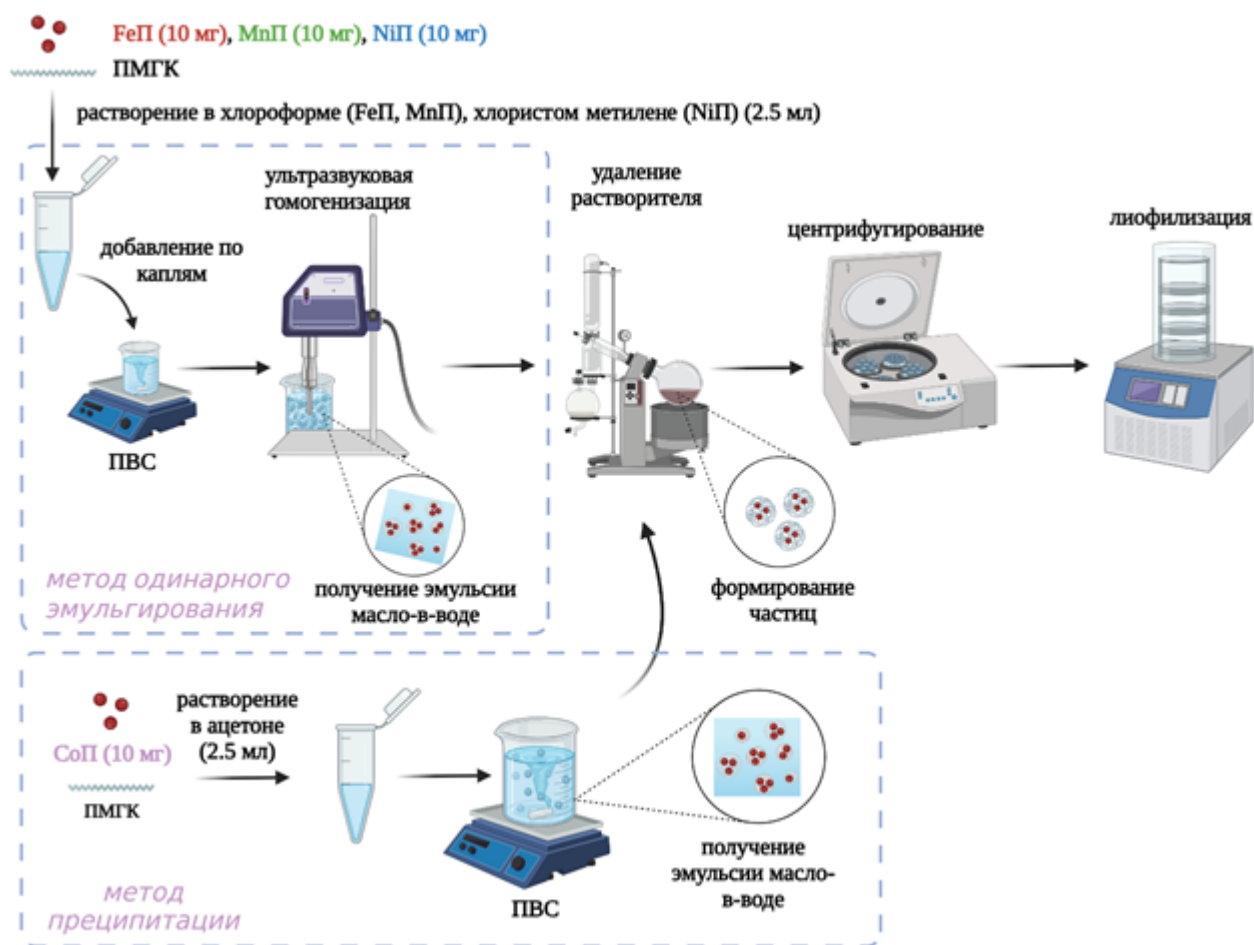 FeП (10 мг), MnП (10 мг), NiП (10 мг)
ПМГК
растворение в хлороформе (FeП, MnП), хлористом метилене (NiП) (2.5 мл)
ультразвуковая
гомогенизация
добавление по
каплям
ПВС
получение эмульсии
масло-в-воде
метод одинарного
эмульгирования
удаление
растворителя
формирование
частиц
центрифугирование
лиофилизация
CoП (10 мг)
ПМГК
растворение
в ацетоне
(2.5 мл)
ПВС
получение
эмульсии масло-
в-воде
метод
преципитации